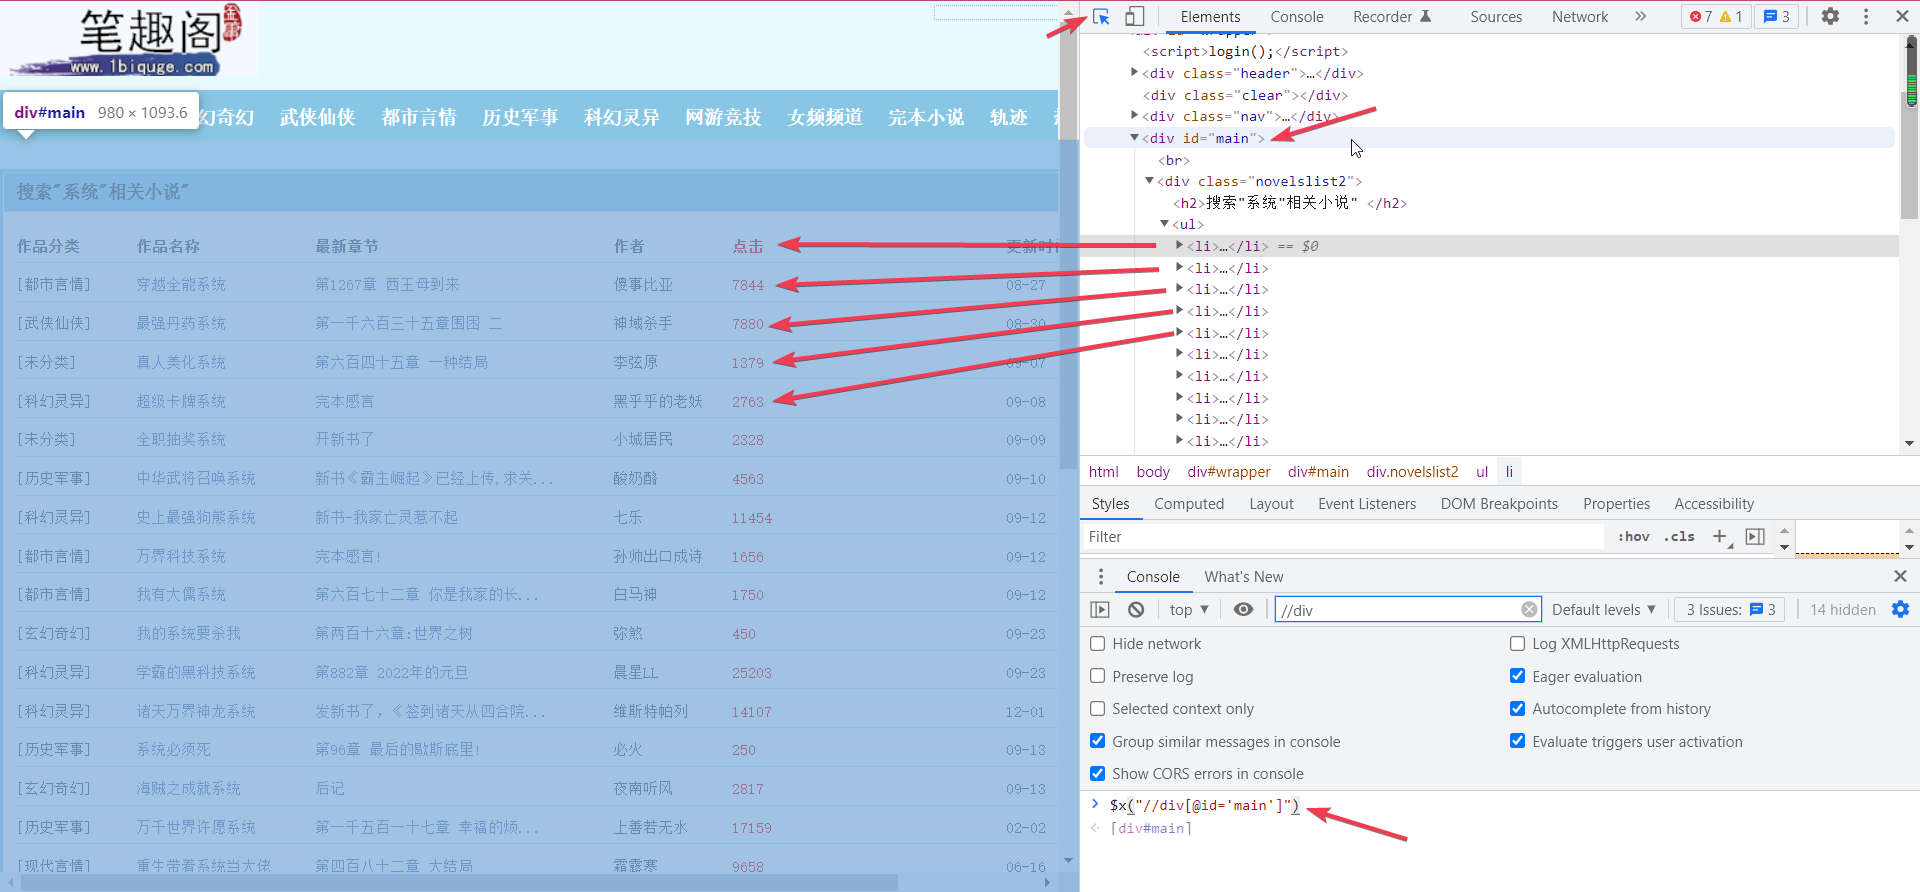 笔趣阁
www.1biquge.com
div#main 980 × 1093.6
幻奇幻 武侠仙侠 都市言情 历史军事 科幻灵异 网游竞技 女频频道 完本小说 轨迹
搜索"系统"相关小说"
作品分类 作品名称 最新章节 作者 点击 更新时
[都市言情] 穿越全能系统 第1267章 西王母到来 傻事比亚 7844 08-27
[武侠仙侠] 最强丹药系统 第一千六百三十五章围困 二 神域杀手 7880 08-30
[未分类] 真人美化系统 第六百四十五章 一种结局 李弦原 1379 09-07
[科幻灵异] 超级卡牌系统 完本感言 黑乎乎的老妖 2763 09-08
[未分类] 全职抽奖系统 开新书了 小城居民 2328 09-09
[历史军事] 中华武将召唤系统 新书《霸主崛起》已经上传,求关... 酸奶酪 4563 09-10
[科幻灵异] 史上最强狗熊系统 新书-我家亡灵惹不起 七乐 11454 09-12
[都市言情] 万界科技系统 完本感言! 孙帅出口成诗 1656 09-12
[都市言情] 我有大儒系统 第六百七十二章 你是我家的长... 白马神 1750 09-12
[玄幻奇幻] 我的系统要杀我 第两百十六章:世界之树 弥煞 450 09-23
[科幻灵异] 学霸的黑科技系统 第882章 2022年的元旦 晨星LL 25203 09-23
[科幻灵异] 诸天万界神龙系统 发新书了,《签到诸天从四合院... 维斯特帕列 14107 12-01
[历史军事] 系统必须死 第96章 最后的歇斯底里! 必火 250 09-13
[玄幻奇幻] 海贼之成就系统 后记 夜南听风 2817 09-13
[历史军事] 万千世界许愿系统 第一千五百一十七章 幸福的烦... 上善若无水 17159 02-02
[现代言情] 重生带着系统当大佬 第四百八十二章 大结局 霜露寒 9658 06-16
Elements Console Recorder Sources Network » 7 1 3
<script>login();</script>
<div class="header">…</div>
<div class="clear"></div>
<div class="nav">…</div>
<div id="main">
<br>
<div class="novelslist2">
<h2>搜索"系统"相关小说" </h2>
<ul>
<li>…</li> == $0
<li>…</li>
<li>…</li>
<li>…</li>
<li>…</li>
<li>…</li>
<li>…</li>
<li>…</li>
<li>…</li>
<li>…</li>
html body div#wrapper div#main div.novelslist2 ul li
Styles Computed Layout Event Listeners DOM Breakpoints Properties Accessibility
Filter :hov .cls +
Console What's New
top //div Default levels 3 Issues: 3 14 hidden
Hide network Log XMLHttpRequests
Preserve log Eager evaluation
Selected context only Autocomplete from history
Group similar messages in console Evaluate triggers user activation
Show CORS errors in console
$x("//div[@id='main']")
[div#main]